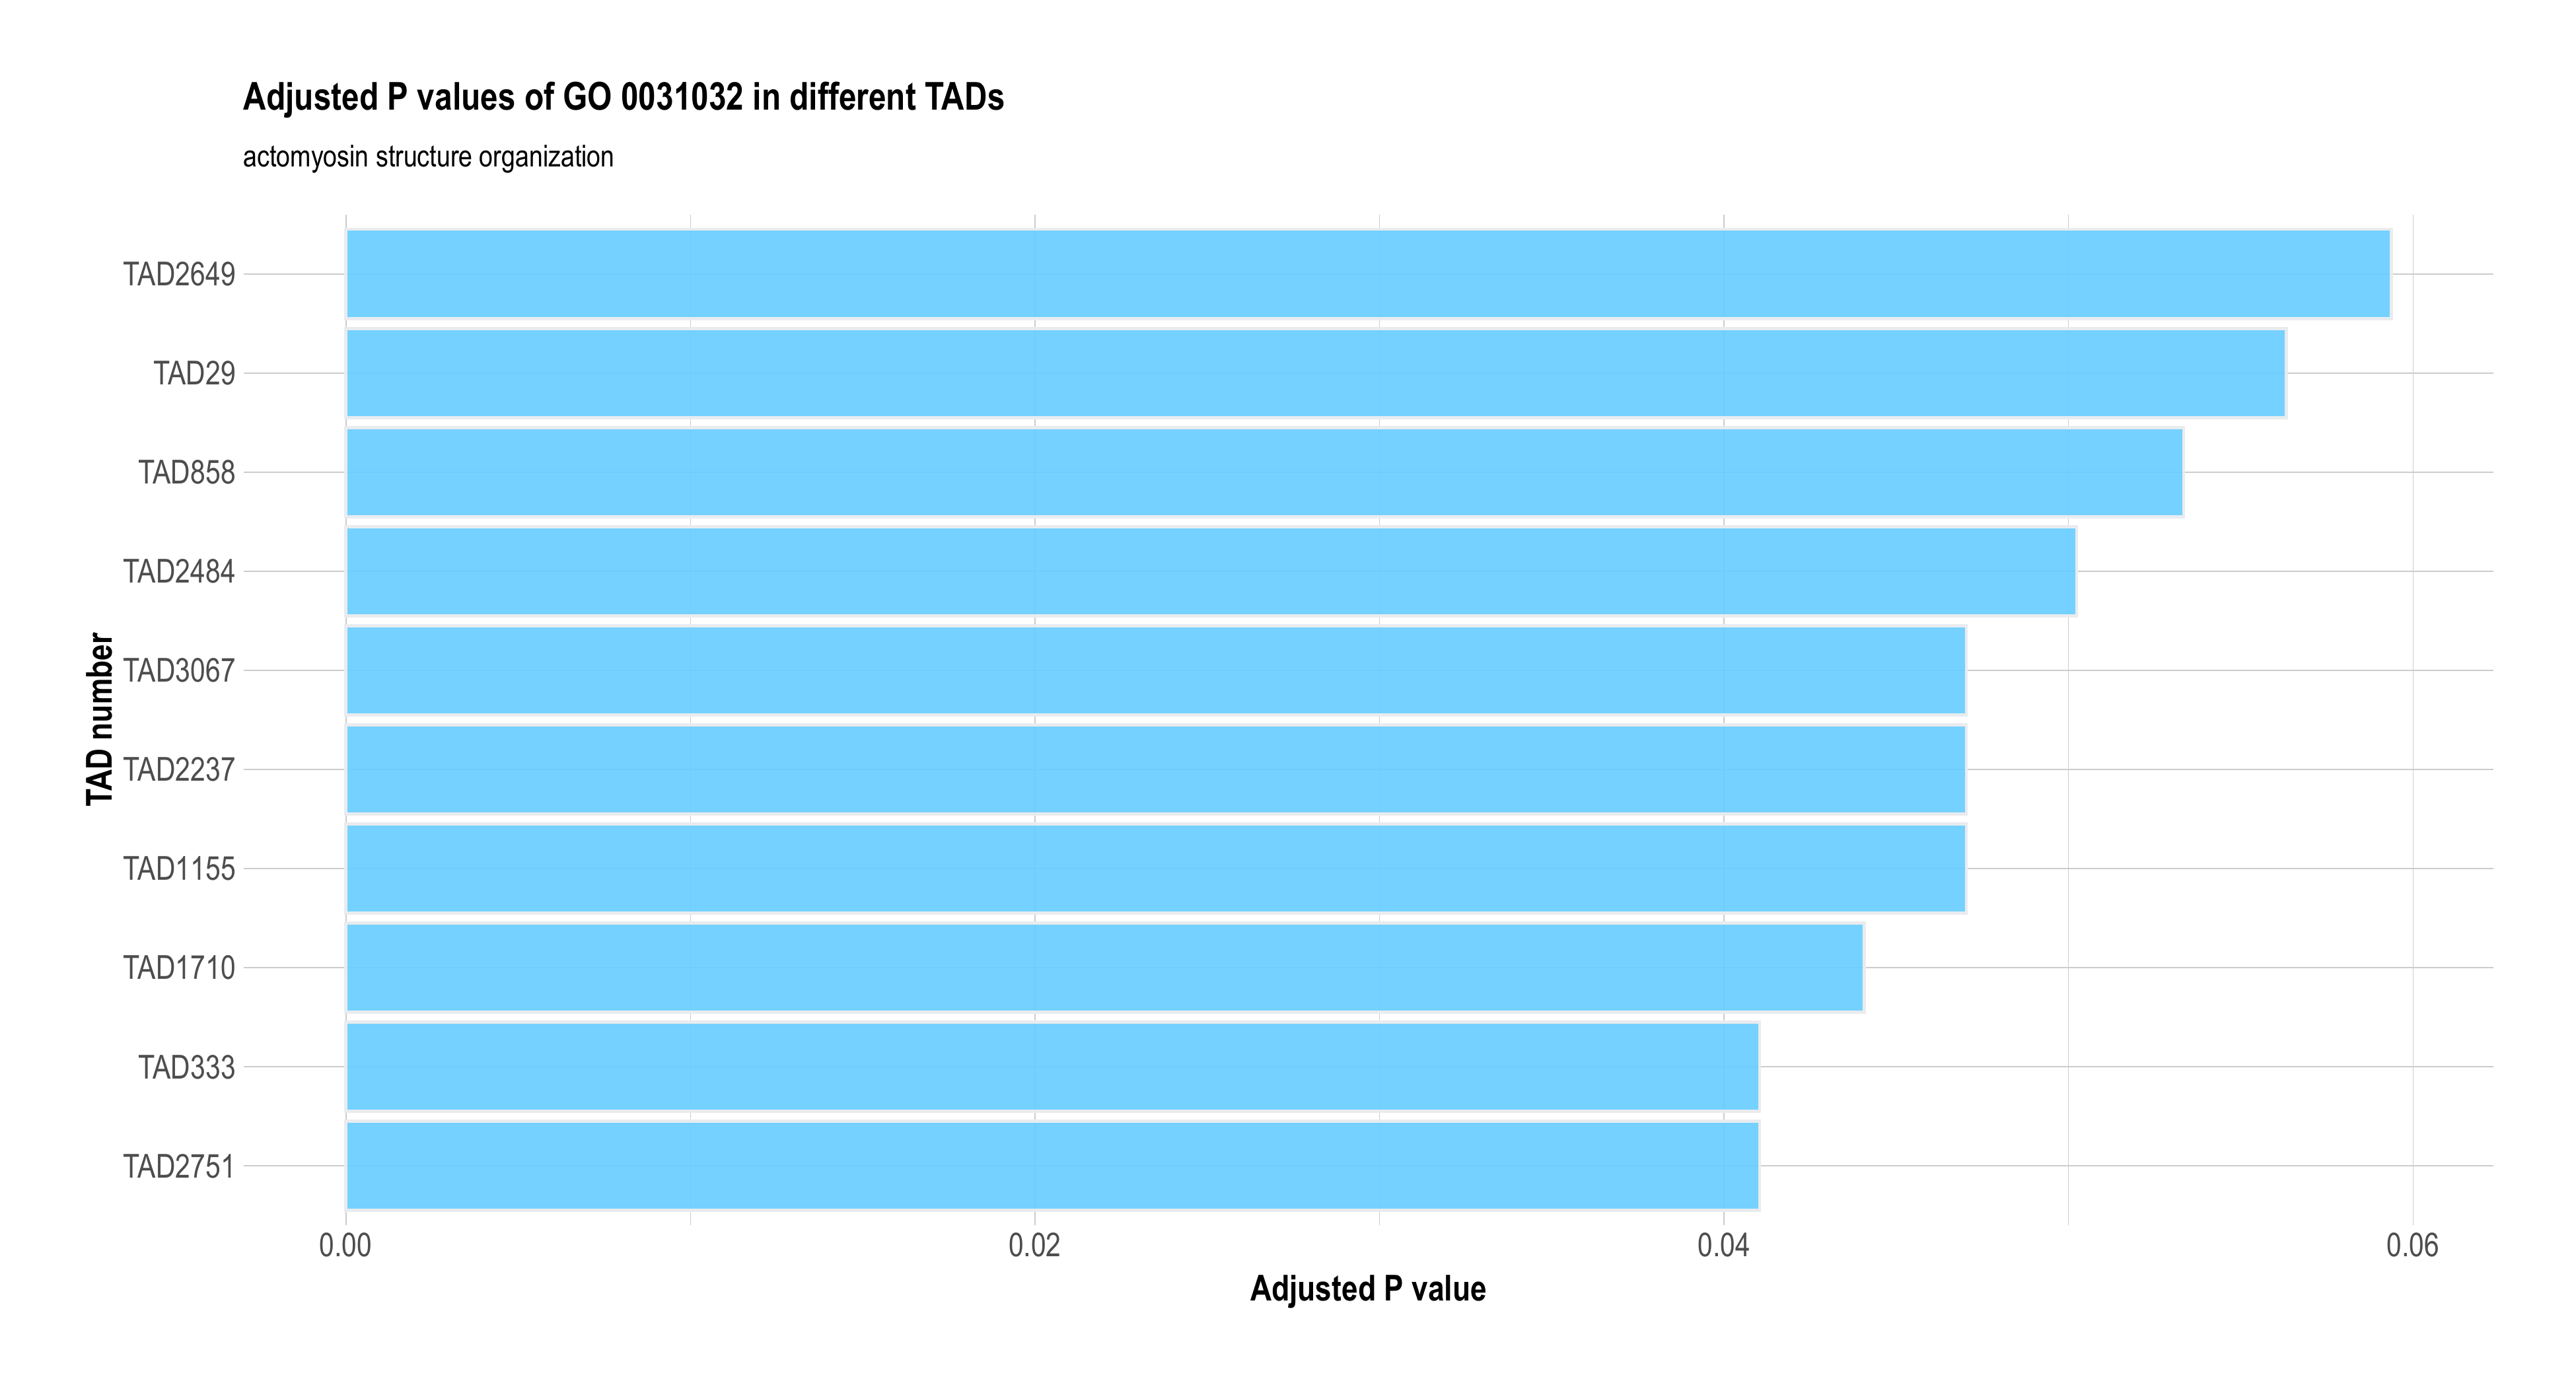 Adjusted P values of GO 0031032 in different TADs
actomyosin structure organization
TAD number
TAD2649
TAD29
TAD858
TAD2484
TAD3067
TAD2237
TAD1155
TAD1710
TAD333
TAD2751
0.00 0.02 0.04 0.06
Adjusted P value